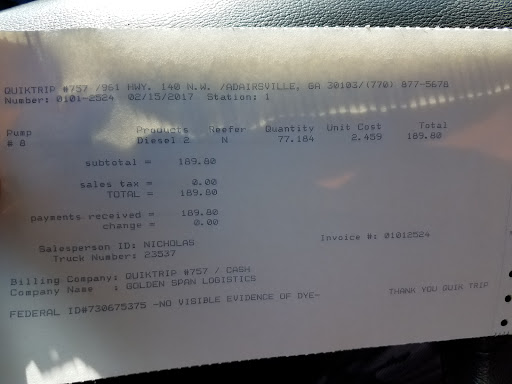 QUIKTRIP #757 /961 HWY. 140 N.W. /ADAIRSVILLE, GA 30103/(770) 877-5678
Number: 0101-2524 02/15/2017 Station: 1
Pump Products Reefer Quantity Unit Cost Total
# 8 Diesel 2 N 77.184 2.459 189.80
subtotal = 189.80
sales tax = 0.00
TOTAL = 189.80
payments received = 189.80
change = 0.00
Salesperson ID: NICHOLAS Invoice #: 01012524
Truck Number: 23537
Billing Company: QUIKTRIP #757 / CASH
Company Name : GOLDEN SPAN LOGISTICS
FEDERAL ID#730675375 -NO VISIBLE EVIDENCE OF DYE- THANK YOU QUIK TRIP